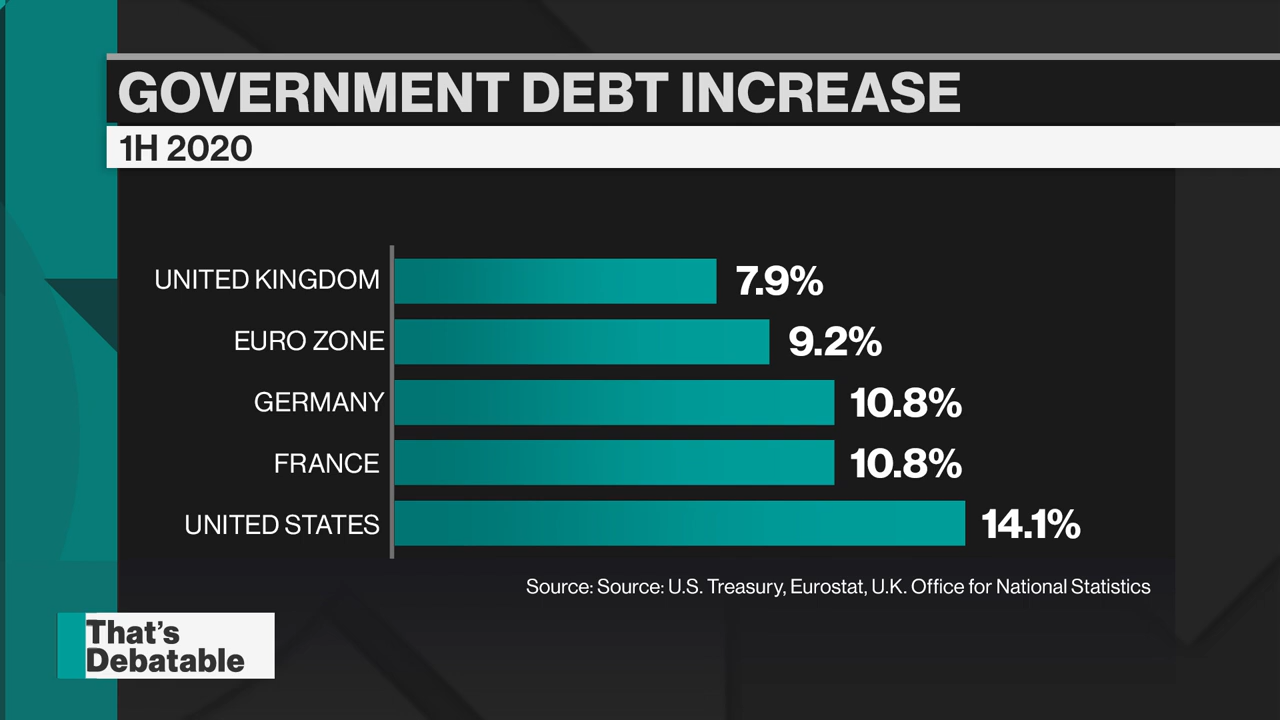 GOVERNMENT DEBT INCREASE
1H 2020
UNITED KINGDOM 7.9%
EURO ZONE 9.2%
GERMANY 10.8%
FRANCE 10.8%
UNITED STATES 14.1%
Source: Source: U.S. Treasury, Eurostat, U.K. Office for National Statistics
That's
Debatable